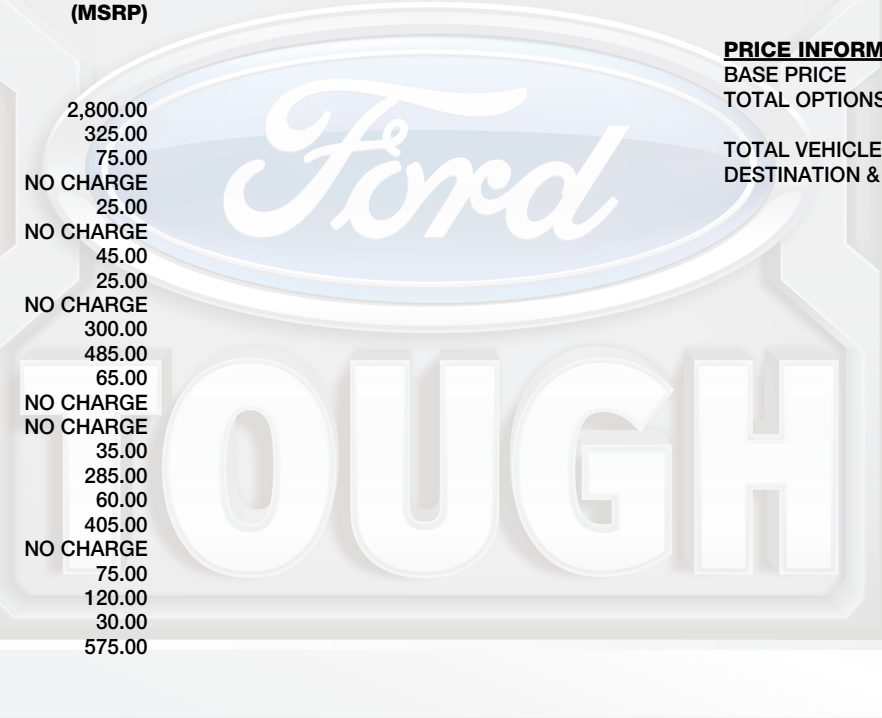 (MSRP)
2,800.00
325.00
75.00
NO CHARGE
25.00
NO CHARGE
45.00
25.00
NO CHARGE
300.00
485.00
65.00
NO CHARGE
NO CHARGE
35.00
285.00
60.00
405.00
NO CHARGE
75.00
120.00
30.00
575.00
PRICE INFORM
BASE PRICE
TOTAL OPTIONS
TOTAL VEHICLE
DESTINATION &
Ford
TOUGH